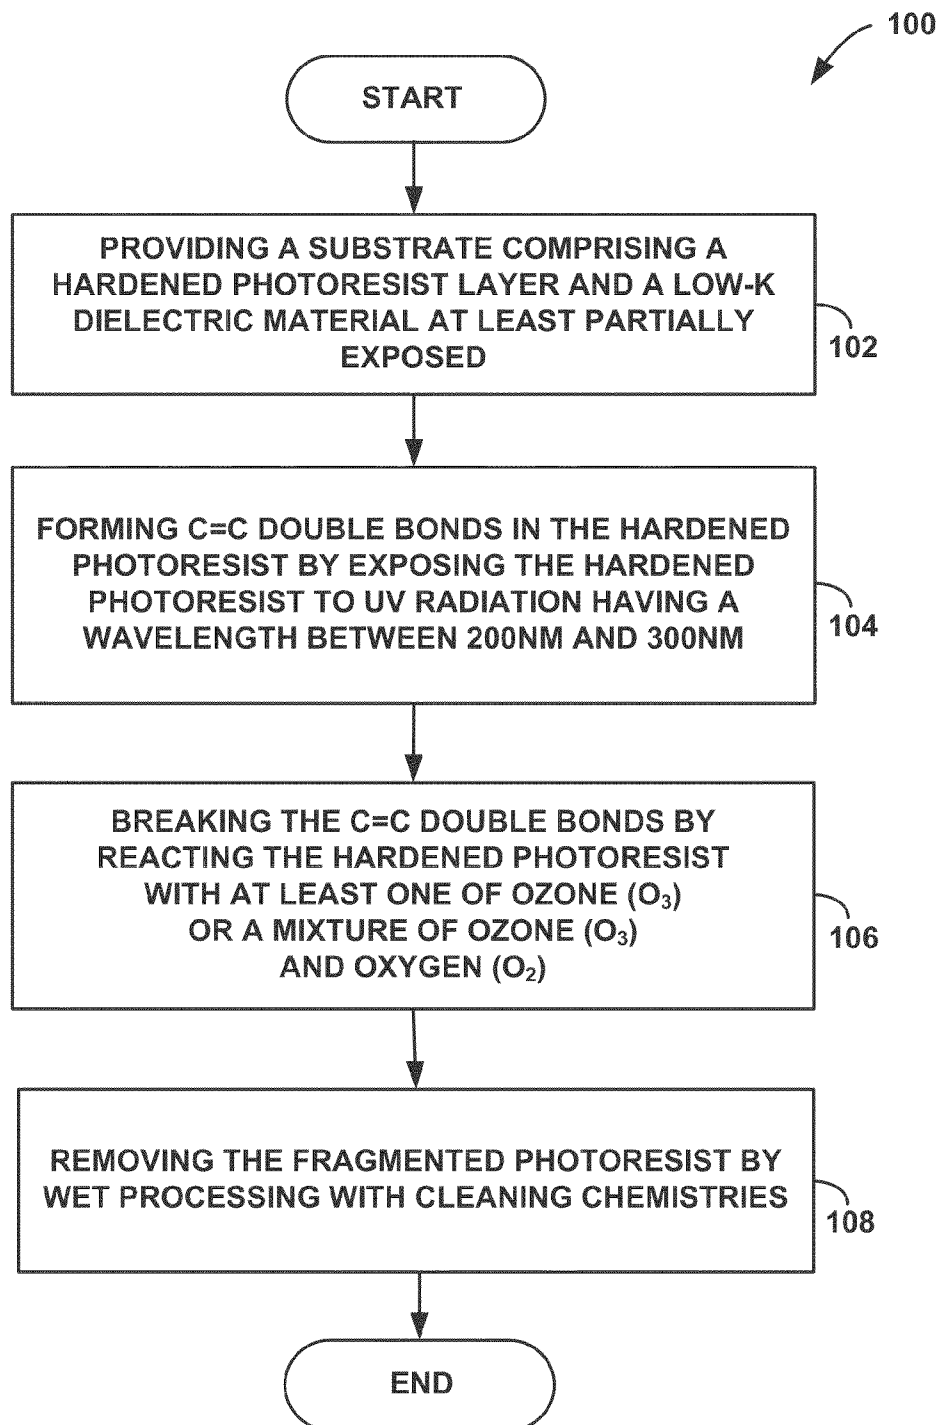 100
START
PROVIDING A SUBSTRATE COMPRISING A
HARDENED PHOTORESIST LAYER AND A LOW-K
DIELECTRIC MATERIAL AT LEAST PARTIALLY
EXPOSED
102
FORMING C=C DOUBLE BONDS IN THE HARDENED
PHOTORESIST BY EXPOSING THE HARDENED
PHOTORESIST TO UV RADIATION HAVING A
WAVELENGTH BETWEEN 200NM AND 300NM
104
BREAKING THE C=C DOUBLE BONDS BY
REACTING THE HARDENED PHOTORESIST
WITH AT LEAST ONE OF OZONE (O₃)
OR A MIXTURE OF OZONE (O₃)
AND OXYGEN (O₂)
106
REMOVING THE FRAGMENTED PHOTORESIST BY
WET PROCESSING WITH CLEANING CHEMISTRIES
108
END